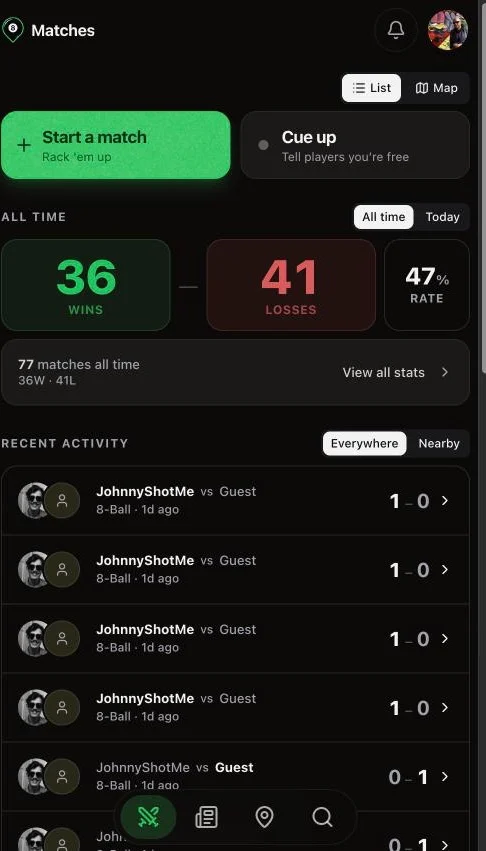 8
Matches
List
Map
Start a match
Rack 'em up
Cue up
Tell players you're free
ALL TIME
All time
Today
36
WINS
—
41
LOSSES
47%
RATE
77 matches all time
36W · 41L
View all stats
RECENT ACTIVITY
Everywhere
Nearby
JohnnyShotMe vs Guest
8-Ball · 1d ago
1 – 0
JohnnyShotMe vs Guest
8-Ball · 1d ago
1 – 0
JohnnyShotMe vs Guest
8-Ball · 1d ago
1 – 0
JohnnyShotMe vs Guest
8-Ball · 1d ago
1 – 0
JohnnyShotMe vs Guest
8-Ball · 1d ago
0 – 1
0 – 1